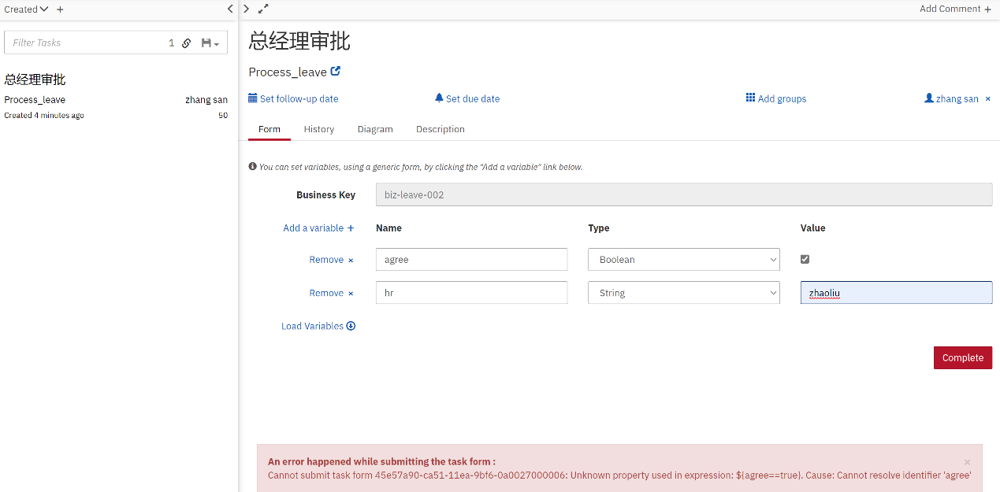 Created +
Add Comment +
Filter Tasks 1
总经理审批
Process_leave zhang san
Created 4 minutes ago 50
总经理审批
Process_leave
Set follow-up date Set due date Add groups zhang san ×
Form History Diagram Description
You can set variables, using a generic form, by clicking the "Add a variable" link below.
Business Key biz-leave-002
Add a variable + Name Type Value
Remove × agree Boolean
Remove × hr String zhaoliu
Load Variables
Complete
An error happened while submitting the task form : ×
Cannot submit task form 45e57a90-ca51-11ea-9bf6-0a0027000006: Unknown property used in expression: ${agree==true}. Cause: Cannot resolve identifier 'agree'